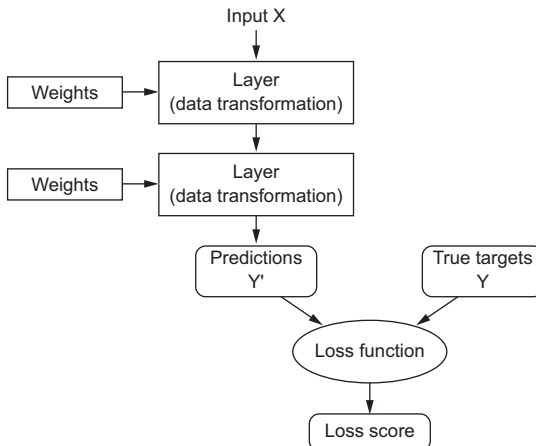 Input X
Weights
Layer
(data transformation)
Weights
Layer
(data transformation)
Predictions
Y'
True targets
Y
Loss function
Loss score